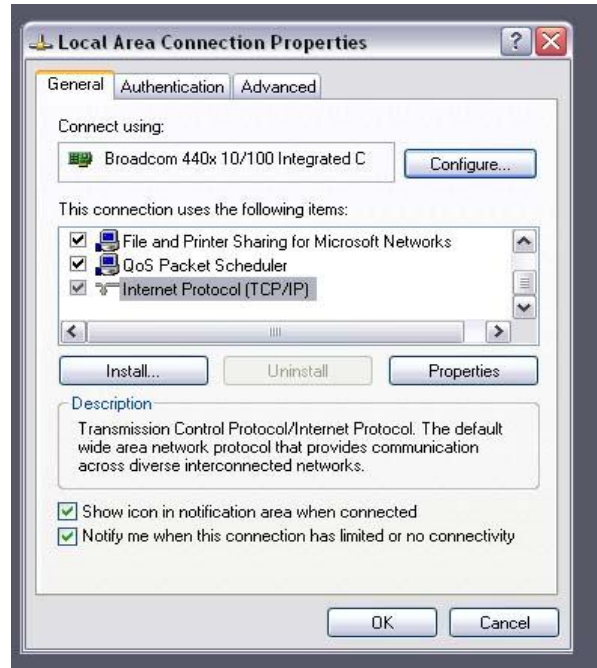 Local Area Connection Properties
General
Authentication
Advanced
Connect using:
Broadcom 440x 10/100 Integrated C
Configure...
This connection uses the following items:
File and Printer Sharing for Microsoft Networks
QoS Packet Scheduler
Internet Protocol (TCP/IP)
Install...
Uninstall
Properties
Description
Transmission Control Protocol/Internet Protocol. The default
wide area network protocol that provides communication
across diverse interconnected networks.
Show icon in notification area when connected
Notify me when this connection has limited or no connectivity
OK
Cancel